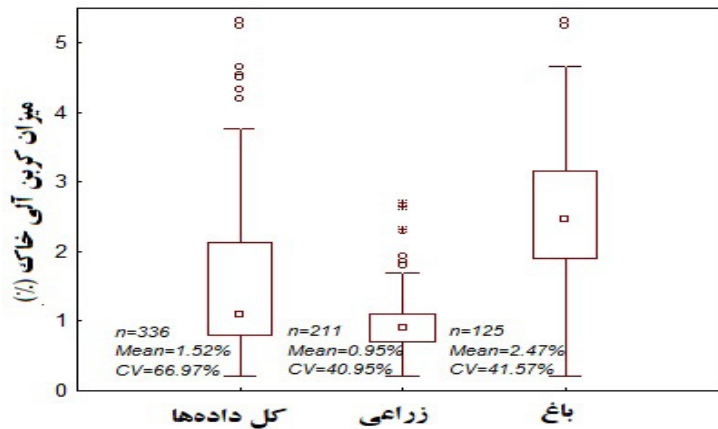 میزان کربن آلی خاک (%)
5
4
3
2
1
0
n=336
Mean=1.52%
CV=66.97%
n=211
Mean=0.95%
CV=40.95%
n=125
Mean=2.47%
CV=41.57%
کل داده‌ها
زراعی
باغ